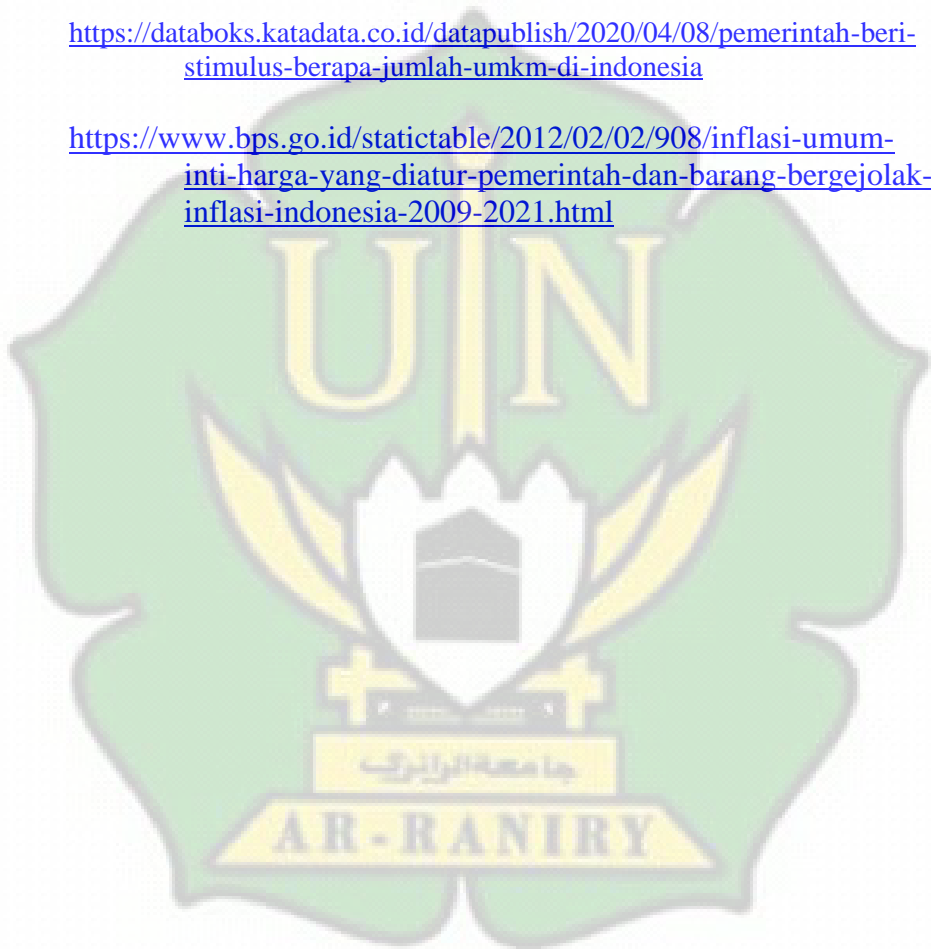 https://databoks.katadata.co.id/datapublish/2020/04/08/pemerintah-beri-
stimulus-berapa-jumlah-umkm-di-indonesia
https://www.bps.go.id/statictable/2012/02/02/908/inflasi-umum-
inti-harga-yang-diatur-pemerintah-dan-barang-bergejolak-
inflasi-indonesia-2009-2021.html
UIN
جامعة الرانري
AR-RANIRY